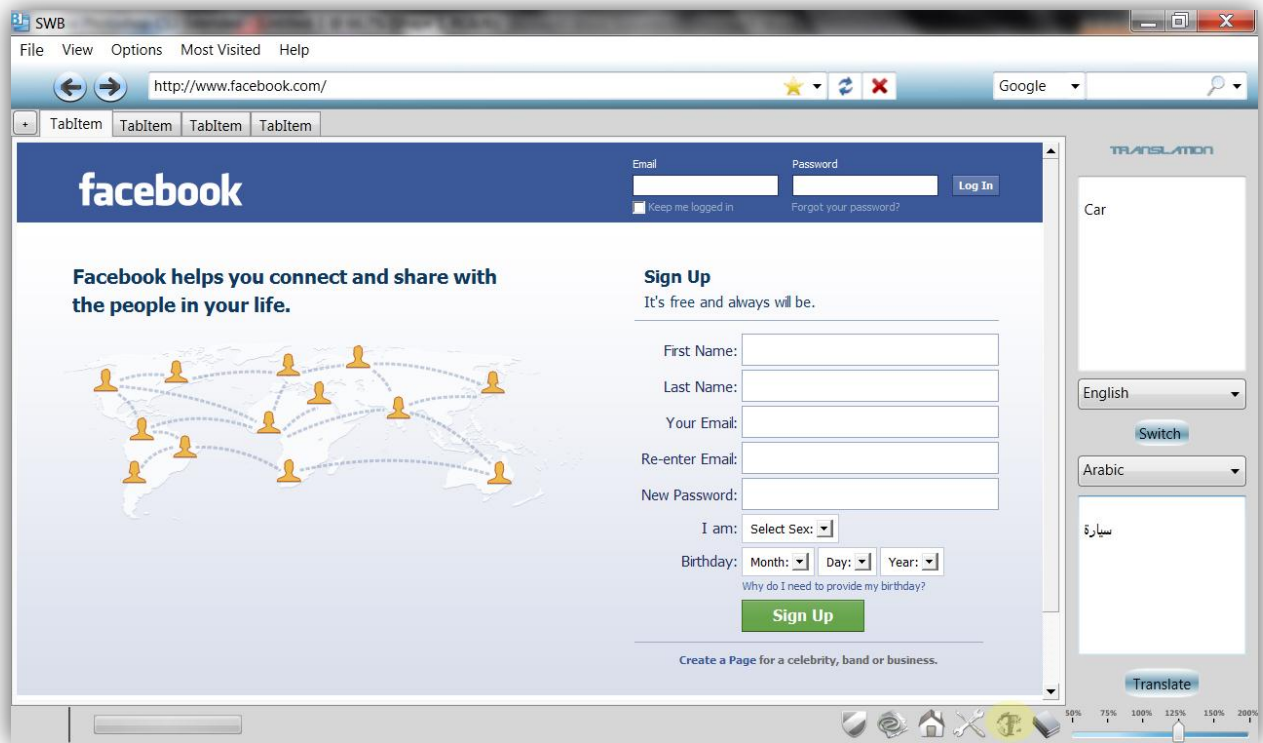 SWB
File View Options Most Visited Help
http://www.facebook.com/
Google
+ TabItem TabItem TabItem TabItem
facebook
Email
Password
Log In
Keep me logged in
Forgot your password?
Facebook helps you connect and share with
the people in your life.
Sign Up
It's free and always will be.
First Name:
Last Name:
Your Email:
Re-enter Email:
New Password:
I am: Select Sex:
Birthday: Month: Day: Year:
Why do I need to provide my birthday?
Sign Up
Create a Page for a celebrity, band or business.
TRANSLATION
Car
English
Switch
Arabic
سيارة
Translate
50% 75% 100% 125% 150% 200%